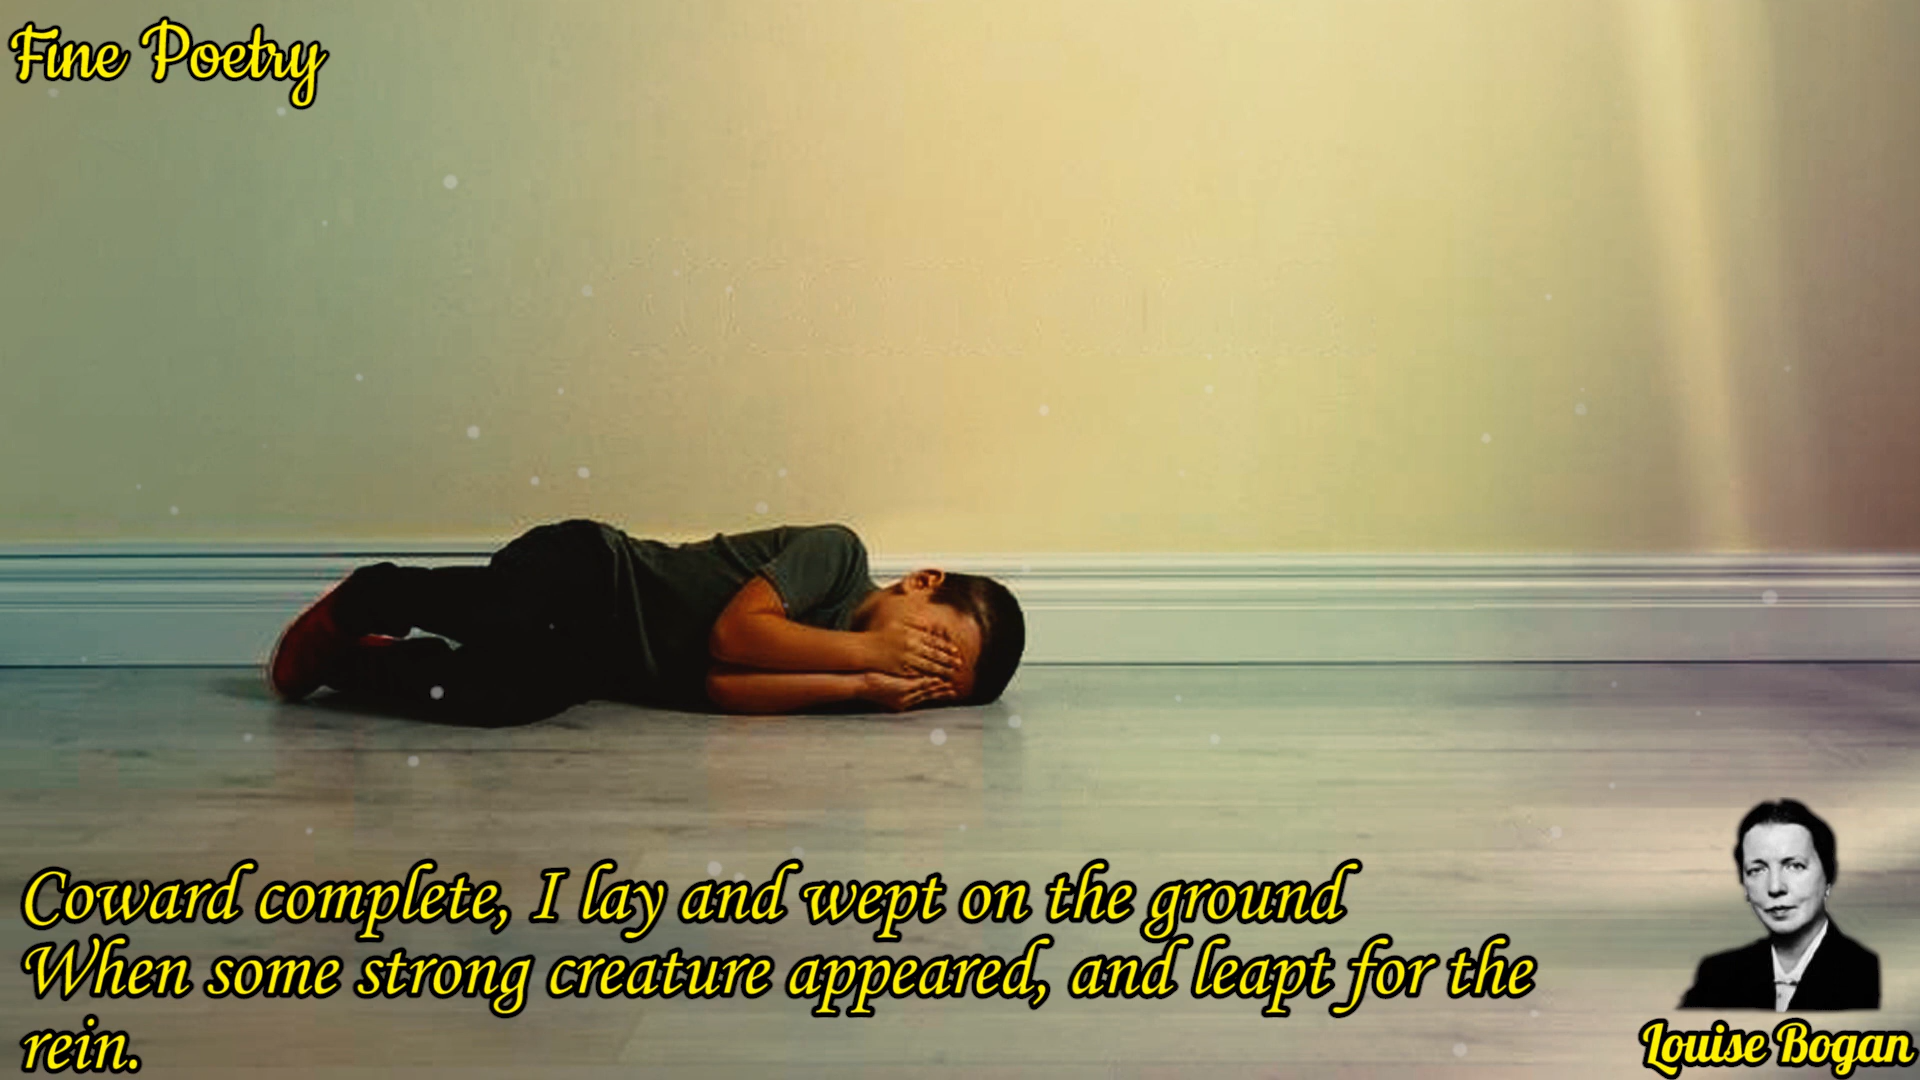 Fine Poetry
Coward complete, I lay and wept on the ground
When some strong creature appeared, and leapt for the
rein.
Louise Bogan